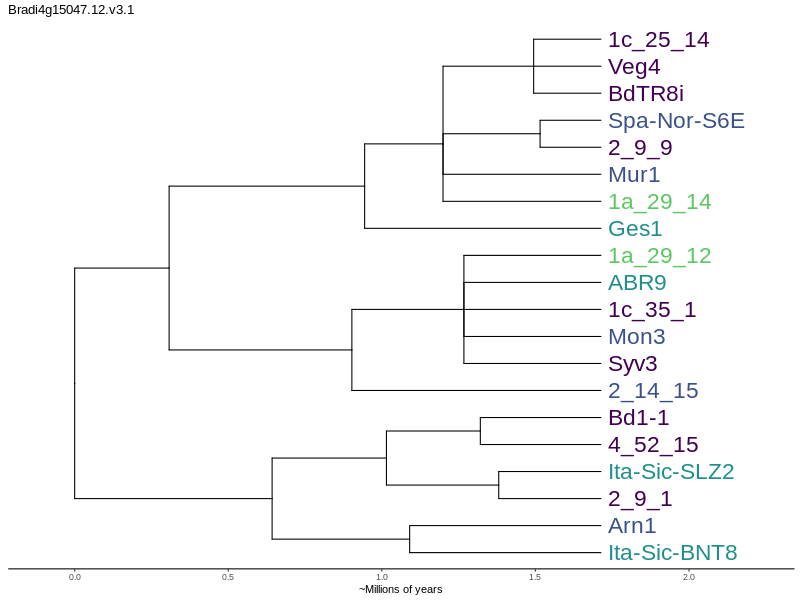 Bradi4g15047.12.v3.1
1c_25_14
Veg4
BdTR8i
Spa-Nor-S6E
2_9_9
Mur1
1a_29_14
Ges1
1a_29_12
ABR9
1c_35_1
Mon3
Syv3
2_14_15
Bd1-1
4_52_15
Ita-Sic-SLZ2
2_9_1
Arn1
Ita-Sic-BNT8
0.0 0.5 1.0 1.5 2.0
~Millions of years